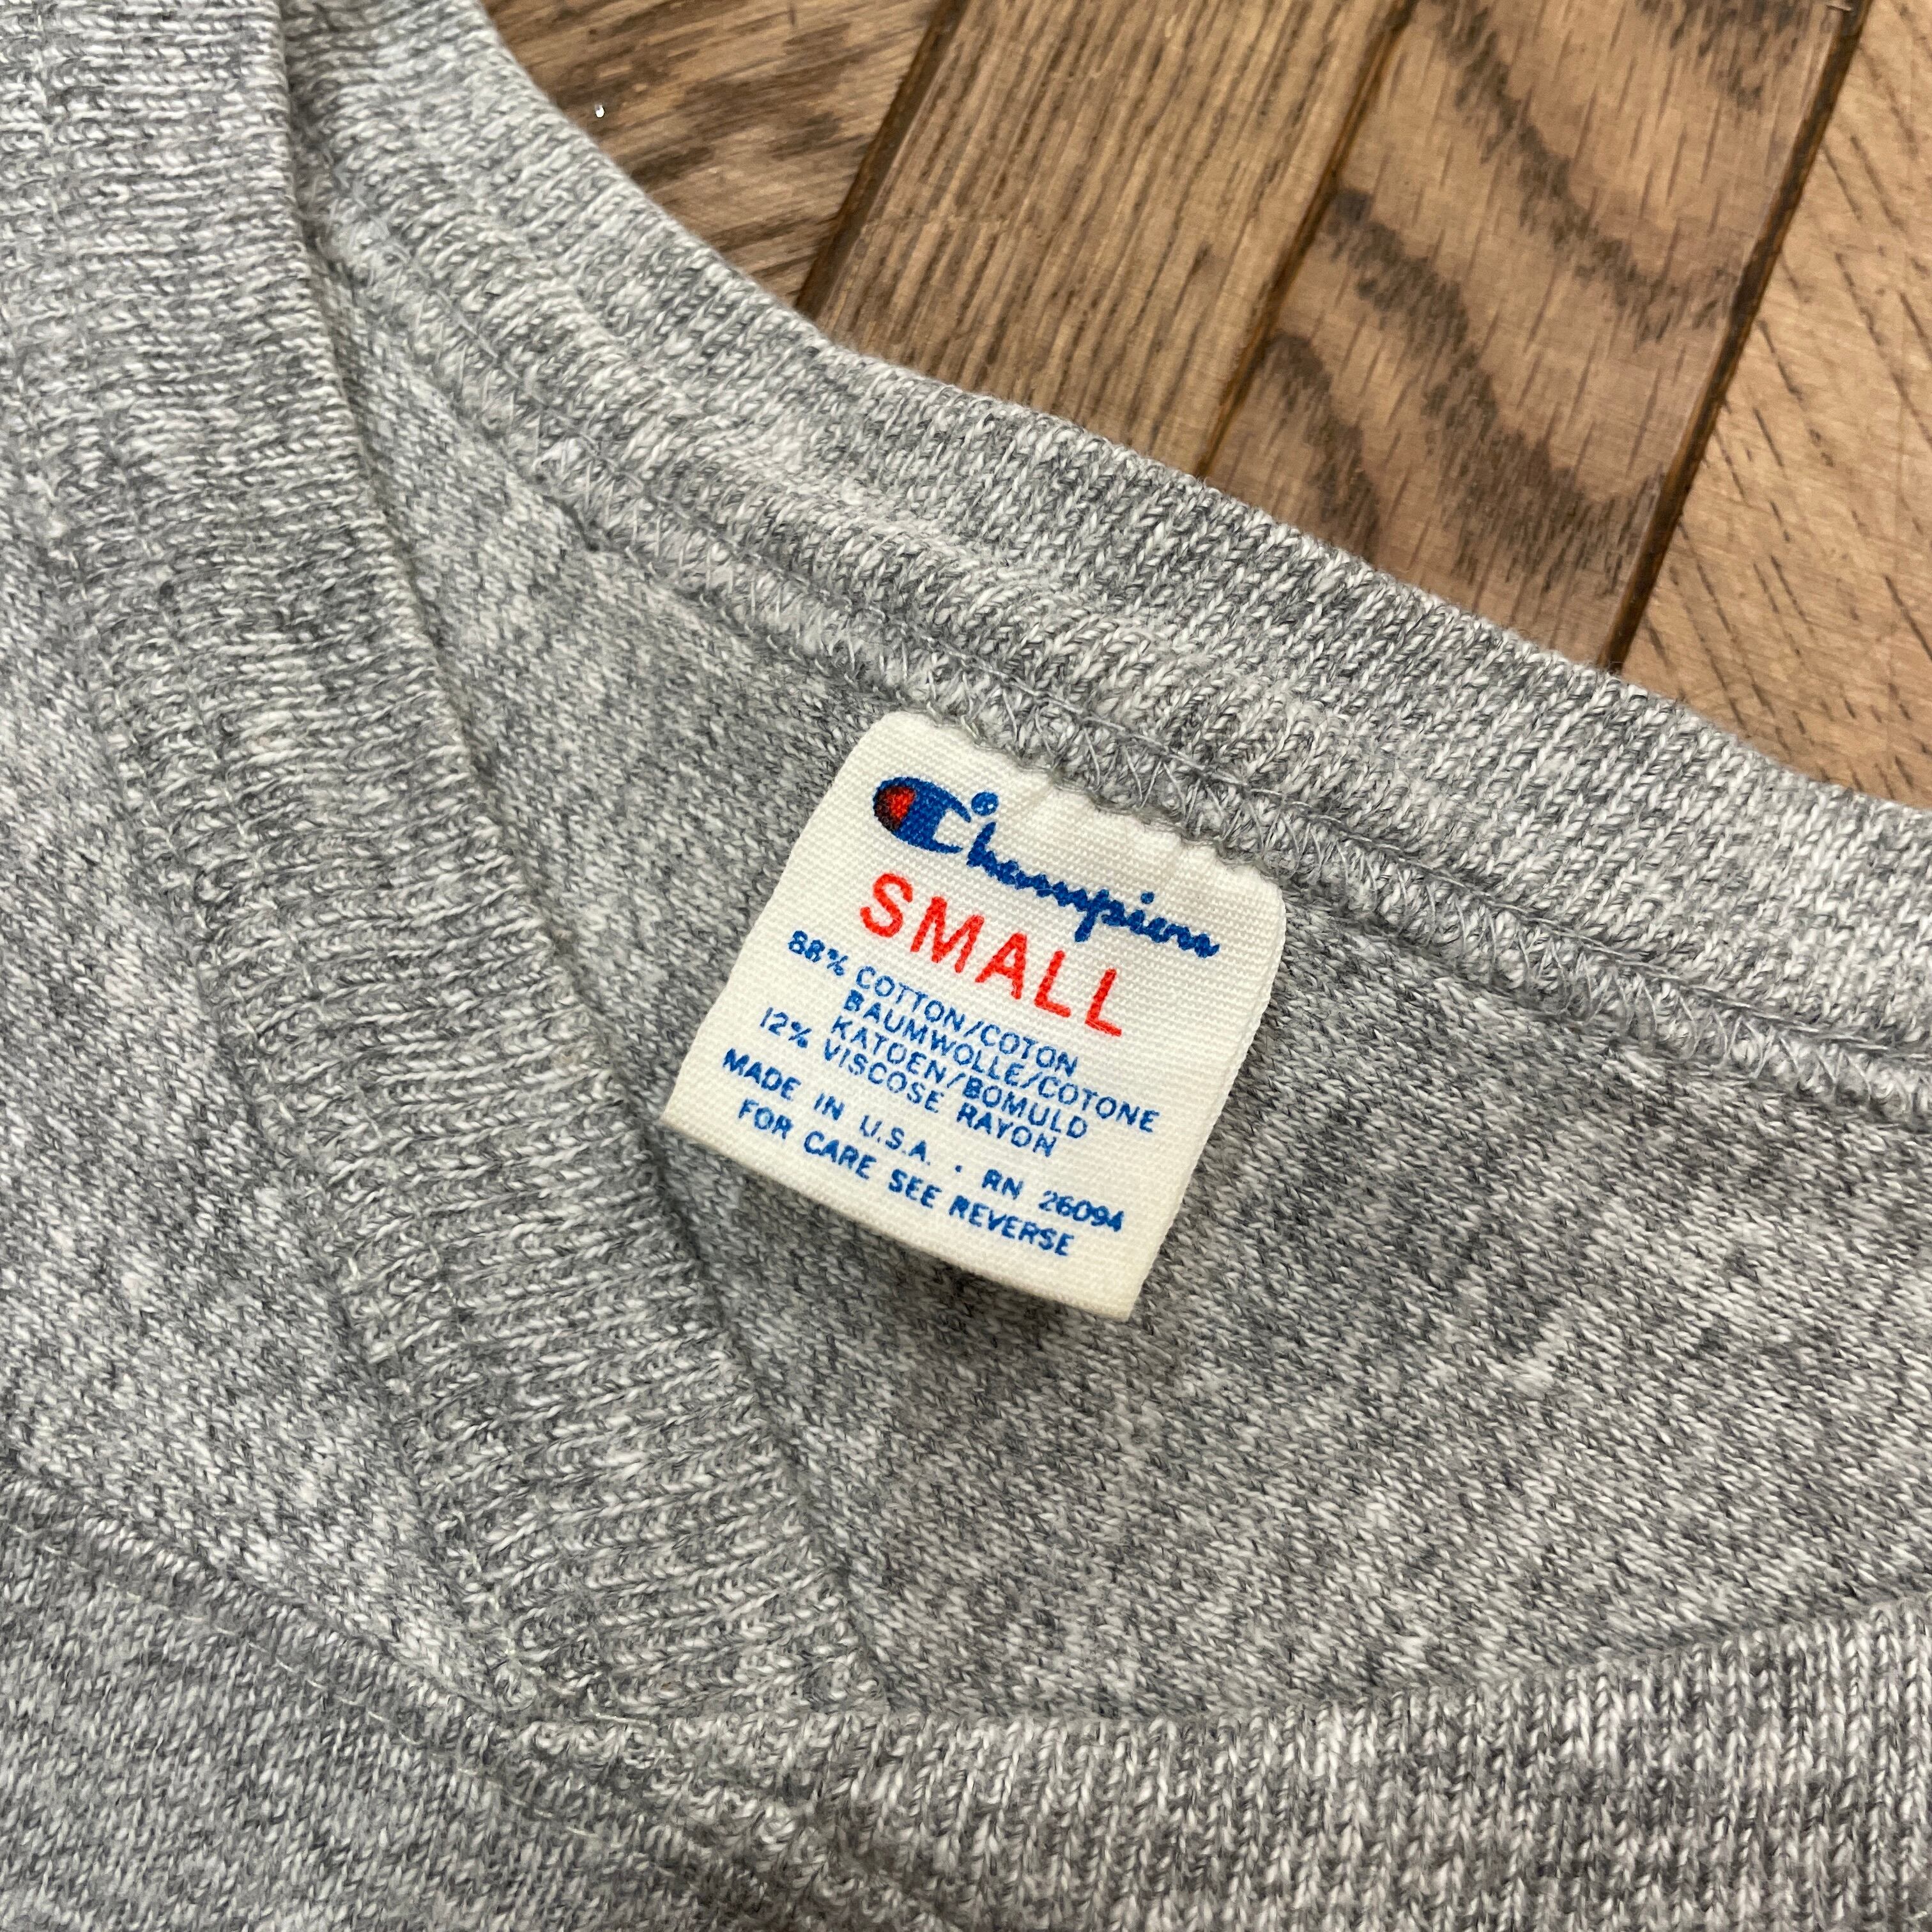 Champion®
SMALL
88% COTTON/COTON
BAUMWOLLE/COTONE
KATOEN/BOMULD
12% VISCOSE RAYON
MADE IN U.S.A. · RN 26094
FOR CARE SEE REVERSE